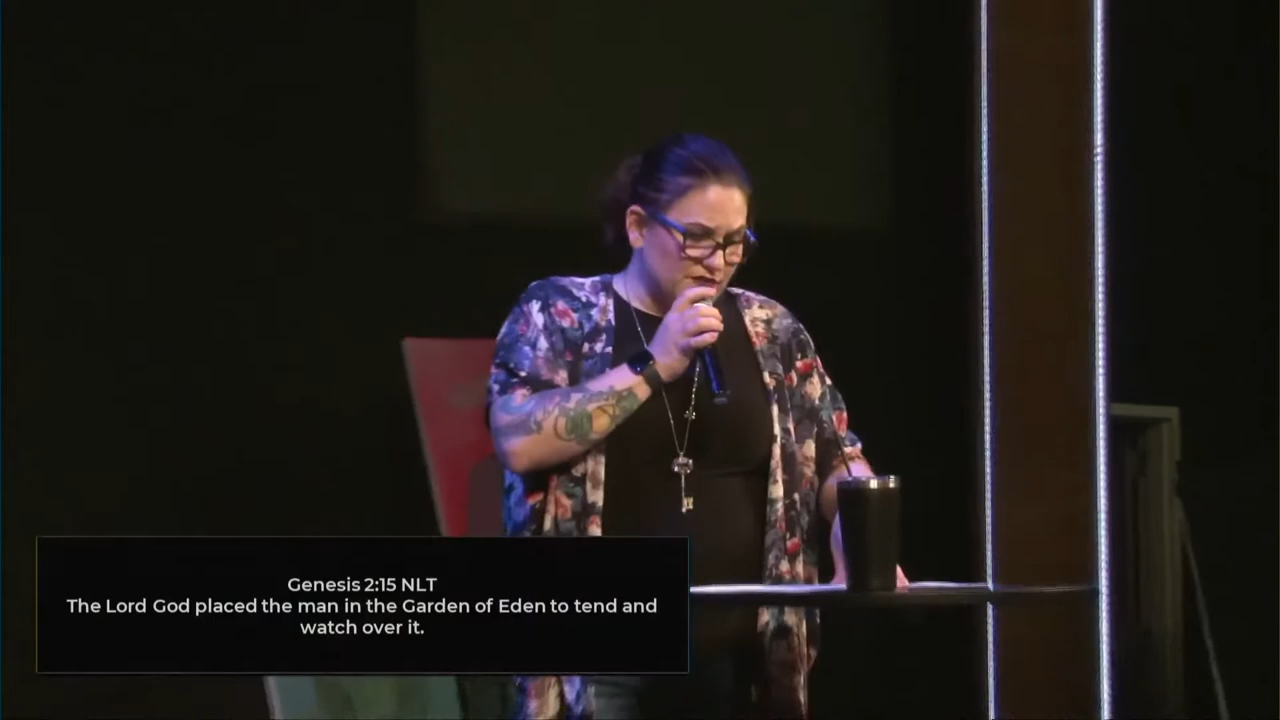 Genesis 2:15 NLT
The Lord God placed the man in the Garden of Eden to tend and
watch over it.